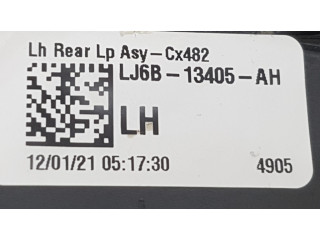 Lh Rear Lp Asy-Cx482
LJ6B-13405-AH
LH
12/01/21 05:17:30
4905